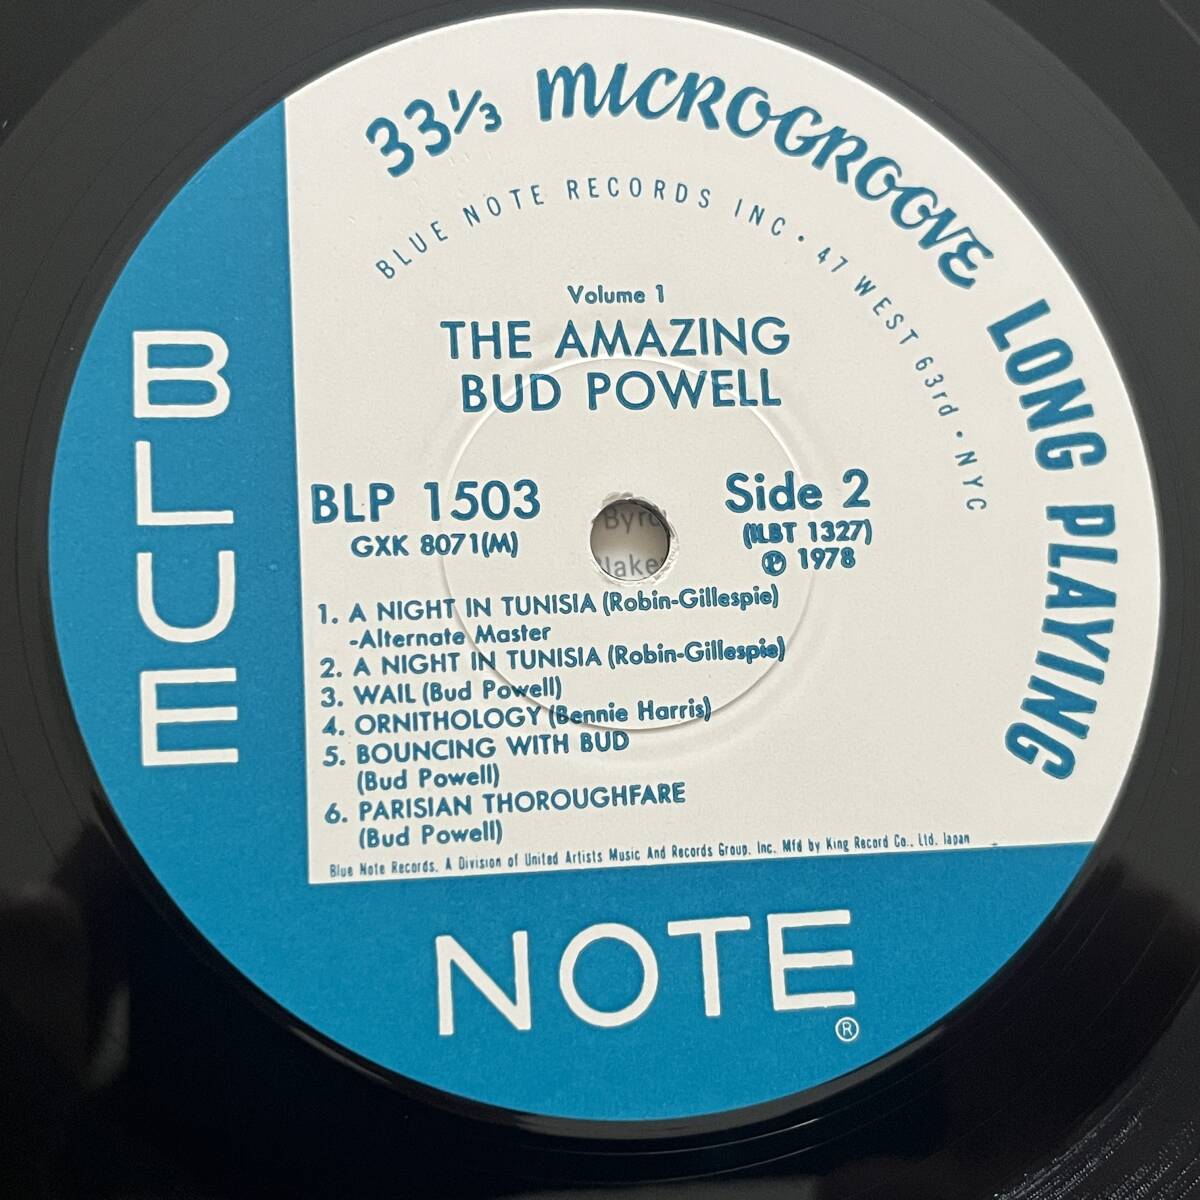 33⅓ MICROGROOVE LONG PLAYING
BLUE NOTE RECORDS INC · 47 WEST 63rd · NYC
Volume 1
THE AMAZING
BUD POWELL
BLP 1503
GXK 8071(M)
Side 2
℗ 1978
Byrd
1. A NIGHT IN TUNISIA (Robin-Gillespie)
-Alternate Master
2. A NIGHT IN TUNISIA (Robin-Gillespie)
3. WAIL (Bud Powell)
4. ORNITHOLOGY (Bennie Harris)
5. BOUNCING WITH BUD
(Bud Powell)
6. PARISIAN THOROUGHFARE
(Bud Powell)
Blue Note Records, A Division of United Artists Music And Records Group, Inc. Mfd by King Record Co., Ltd. Japan
BLUE
NOTE
®